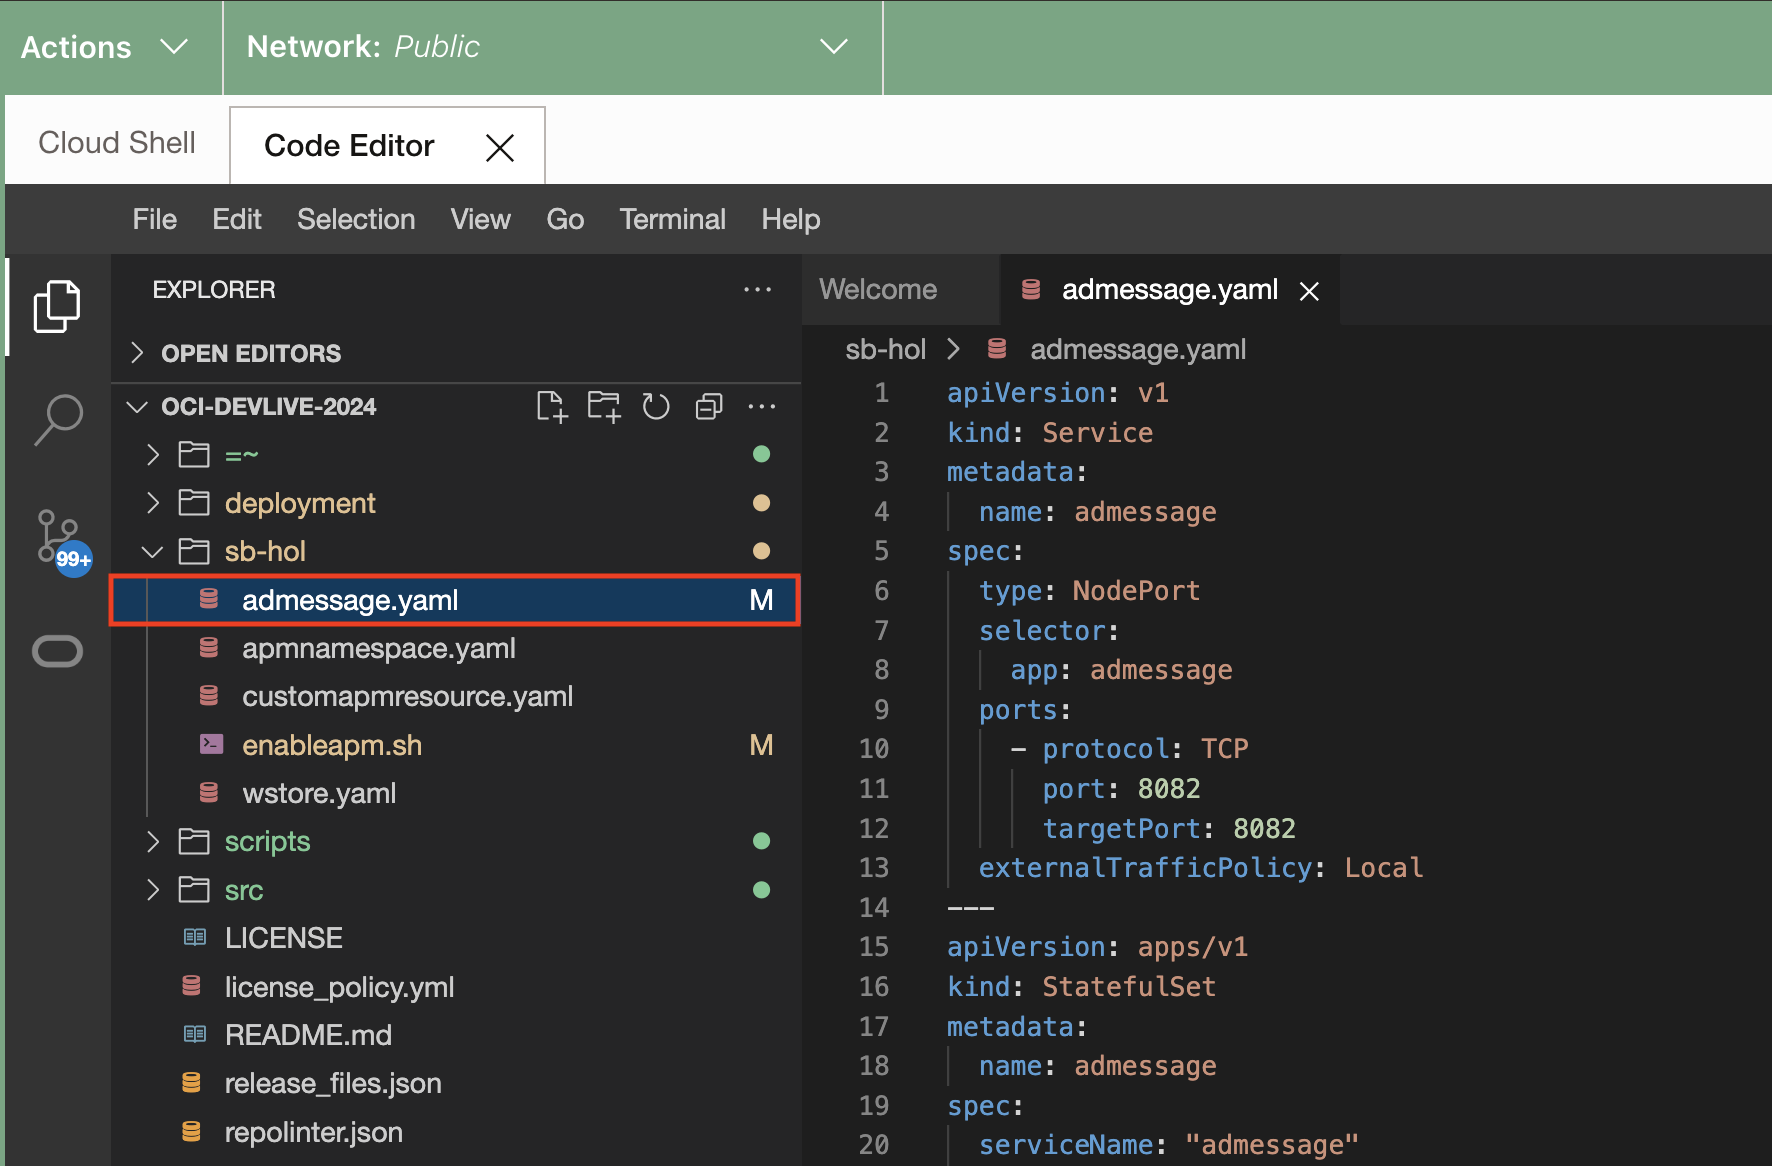 Actions
Network: Public
Cloud Shell
Code Editor
File Edit Selection View Go Terminal Help
EXPLORER
OPEN EDITORS
OCI-DEVLIVE-2024
=~
deployment
sb-hol
admessage.yaml M
apmnamespace.yaml
customapmresource.yaml
enableapm.sh M
wstore.yaml
scripts
src
LICENSE
license_policy.yml
README.md
release_files.json
repolinter.json
99+
Welcome
admessage.yaml
sb-hol > admessage.yaml
1 apiVersion: v1
2 kind: Service
3 metadata:
4   name: admessage
5 spec:
6   type: NodePort
7   selector:
8     app: admessage
9   ports:
10     - protocol: TCP
11       port: 8082
12       targetPort: 8082
13   externalTrafficPolicy: Local
14 ---
15 apiVersion: apps/v1
16 kind: StatefulSet
17 metadata:
18   name: admessage
19 spec:
20   serviceName: "admessage"